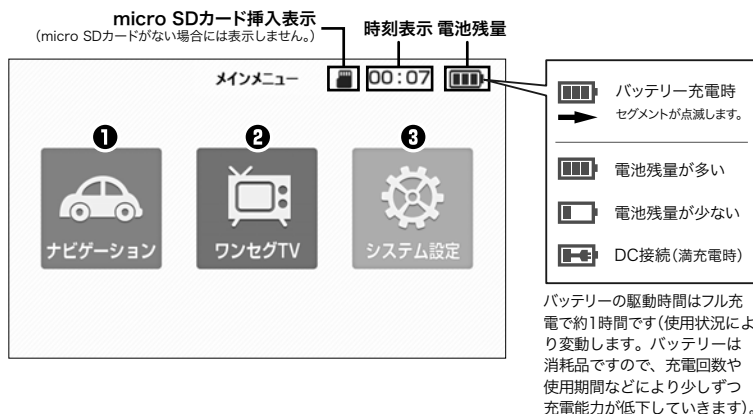 micro SDカード挿入表示
（micro SDカードがない場合には表示しません。）
時刻表示 電池残量
メインメニュー
00:07
❶
❷
❸
ナビゲーション
ワンセグTV
システム設定
バッテリー充電時
セグメントが点滅します。
電池残量が多い
電池残量が少ない
DC接続（満充電時）
バッテリーの駆動時間はフル充
電で約1時間です（使用状況によ
り変動します。バッテリーは
消耗品ですので、充電回数や
使用期間などにより少しずつ
充電能力が低下していきます）。